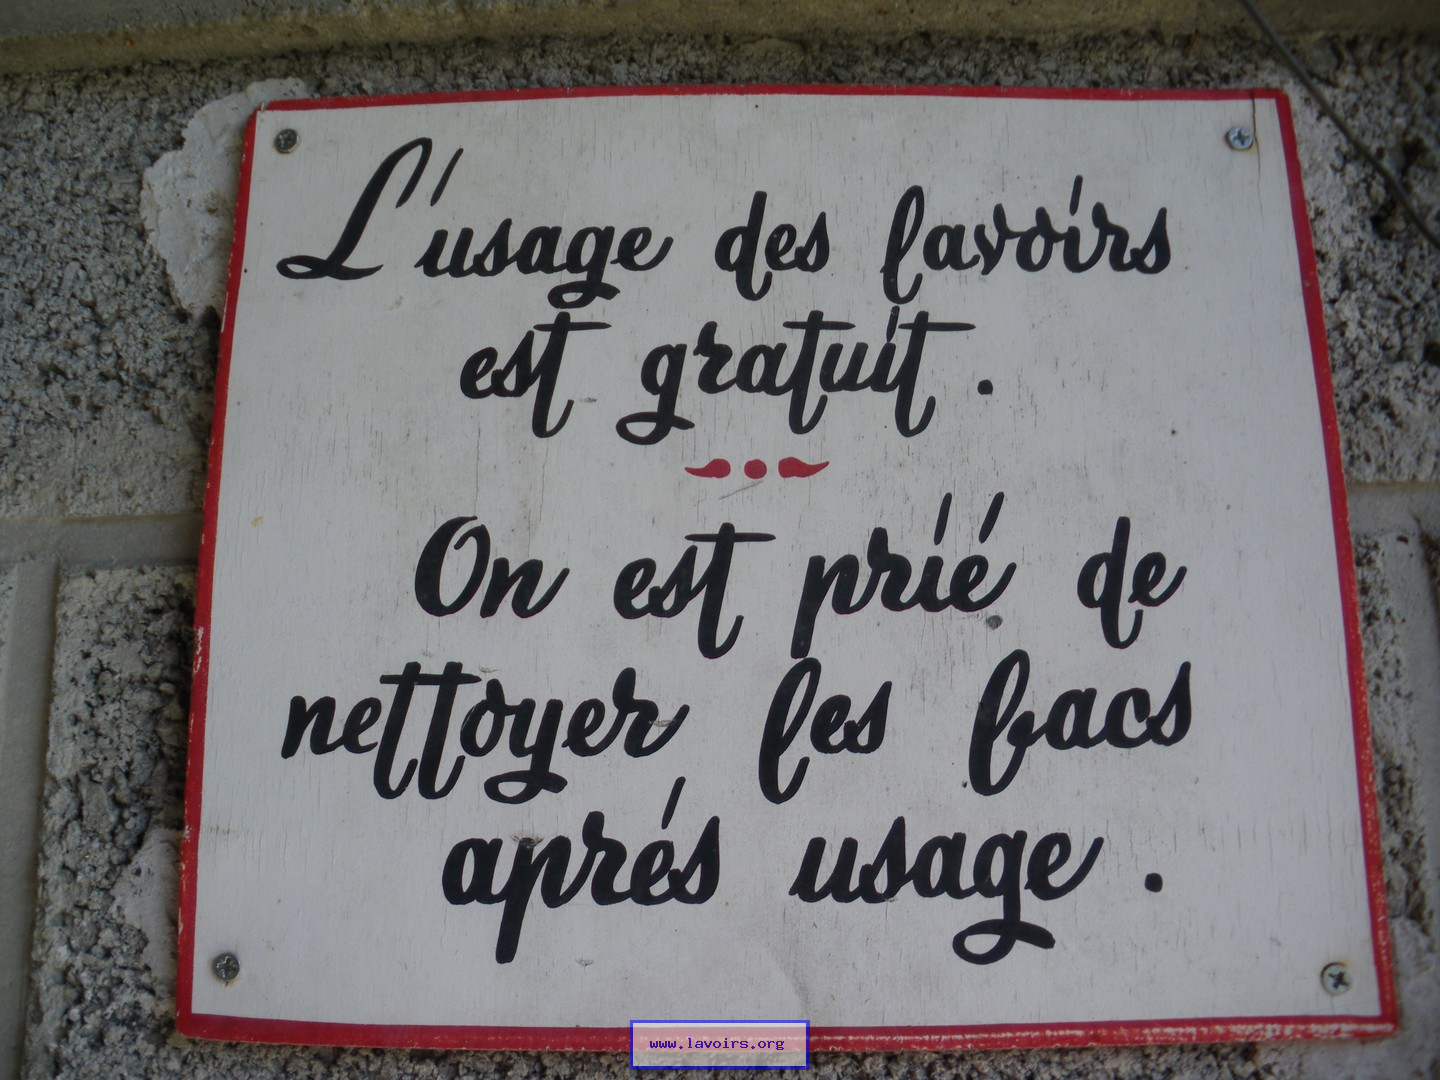 L'usage des lavoirs
est gratuit.
On est prié de
nettoyer les bacs
aprés usage.
www.lavoirs.org